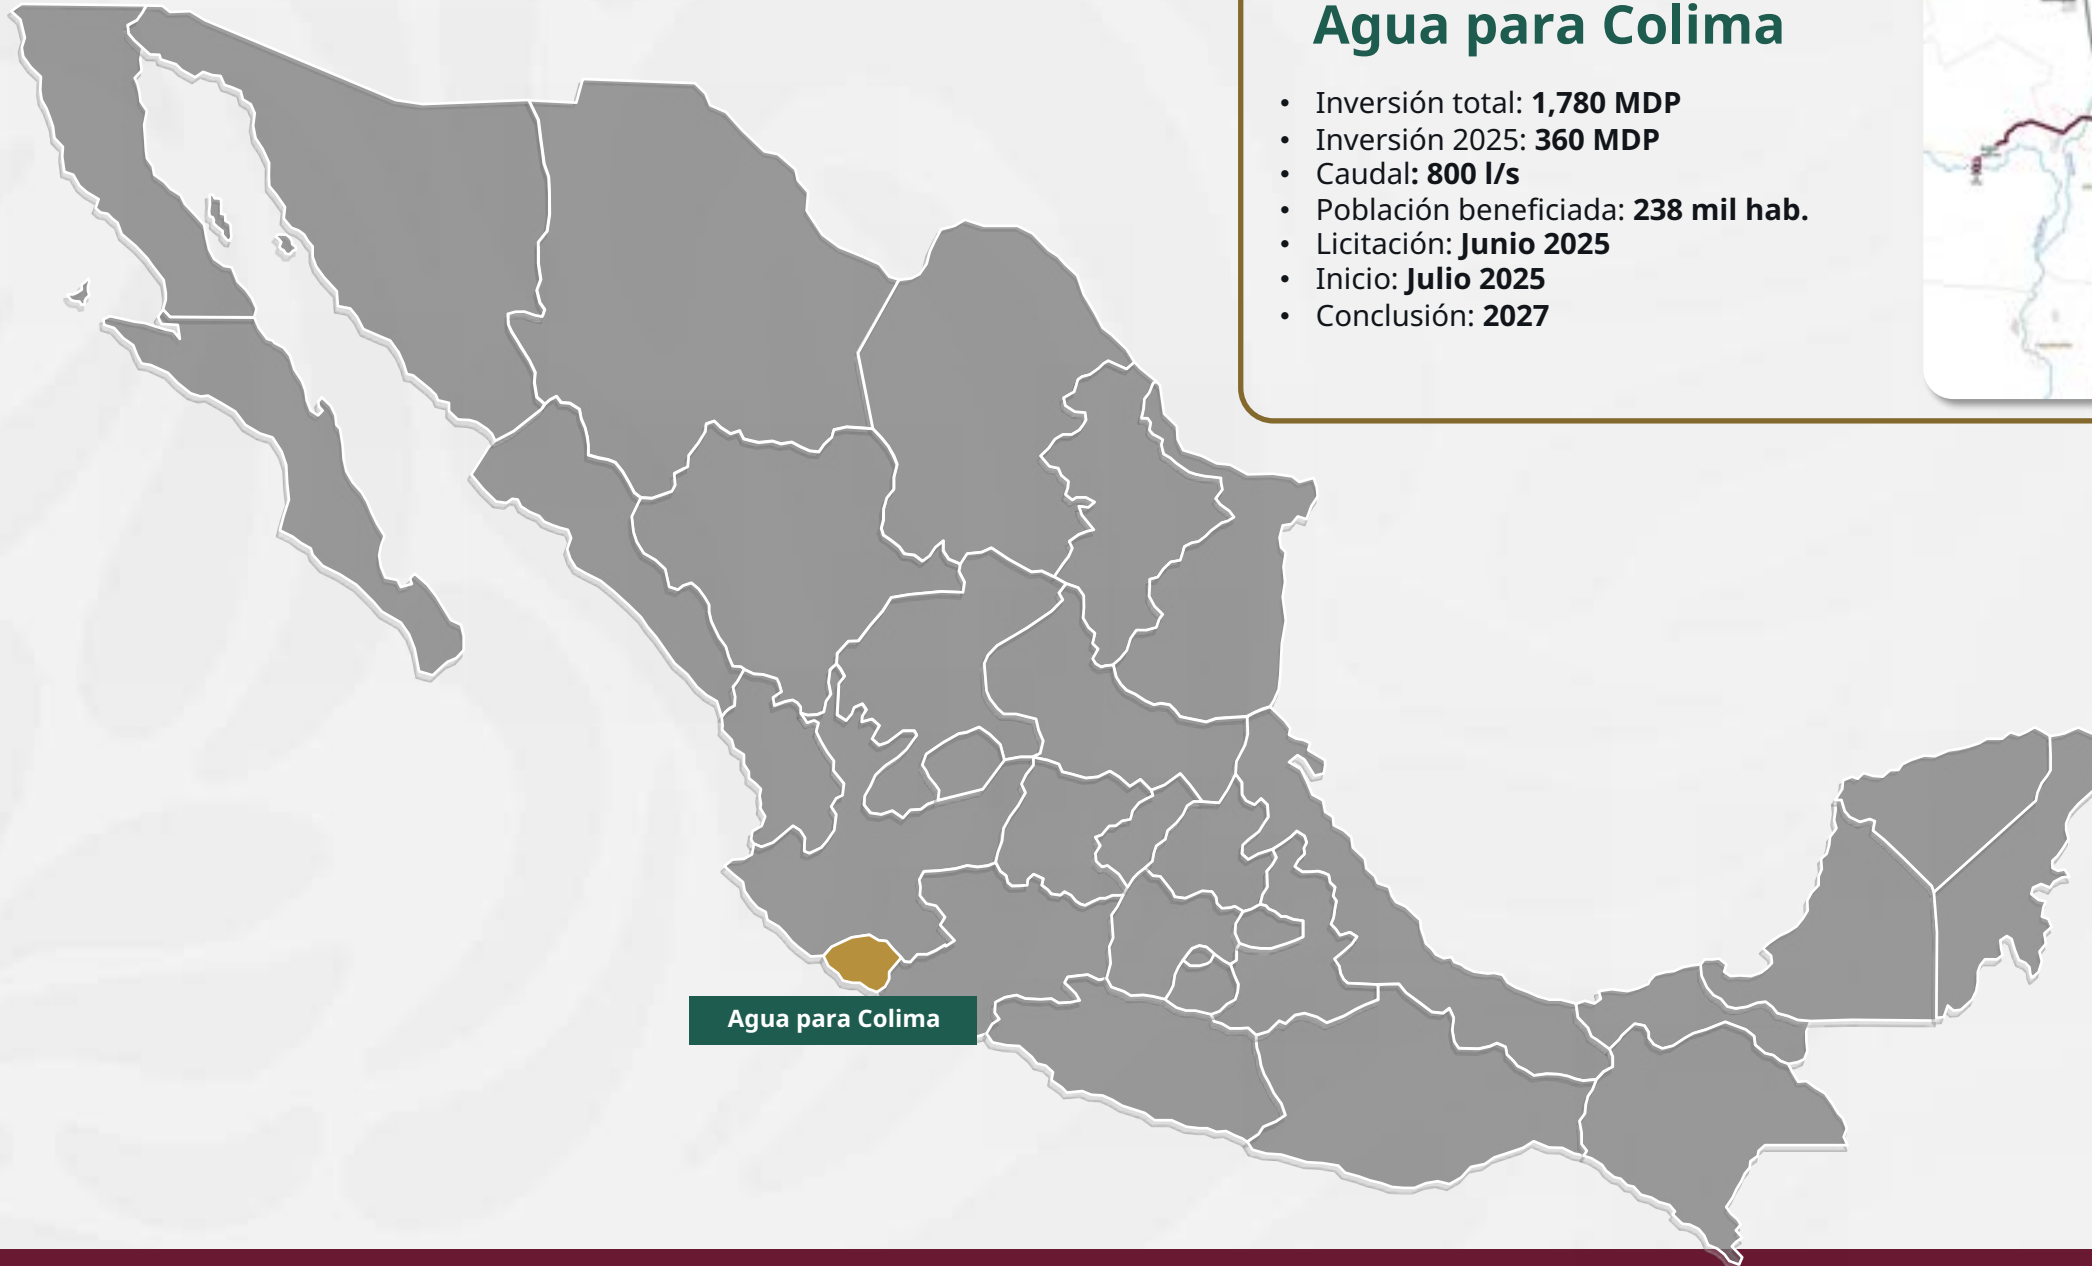 Agua para Colima
• Inversión total: 1,780 MDP
• Inversión 2025: 360 MDP
• Caudal: 800 l/s
• Población beneficiada: 238 mil hab.
• Licitación: Junio 2025
• Inicio: Julio 2025
• Conclusión: 2027
Agua para Colima